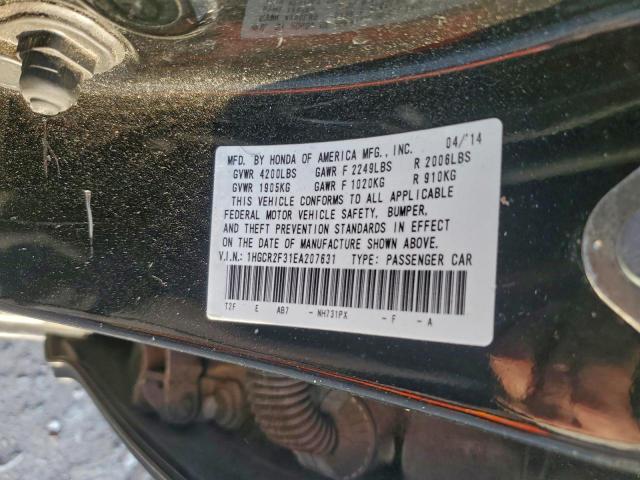 MFD. BY HONDA OF AMERICA MFG., INC. 04/'14
GVWR 4200LBS GAWR F 2249LBS R 2006LBS
GVWR 1905KG GAWR F 1020KG R 910KG
THIS VEHICLE CONFORMS TO ALL APPLICABLE
FEDERAL MOTOR VEHICLE SAFETY, BUMPER,
AND THEFT PREVENTION STANDARDS IN EFFECT
ON THE DATE OF MANUFACTURE SHOWN ABOVE.
V.I.N.: 1HGCR2F31EA207631 TYPE: PASSENGER CAR
T2F E AB7 - NH731PX - F - A